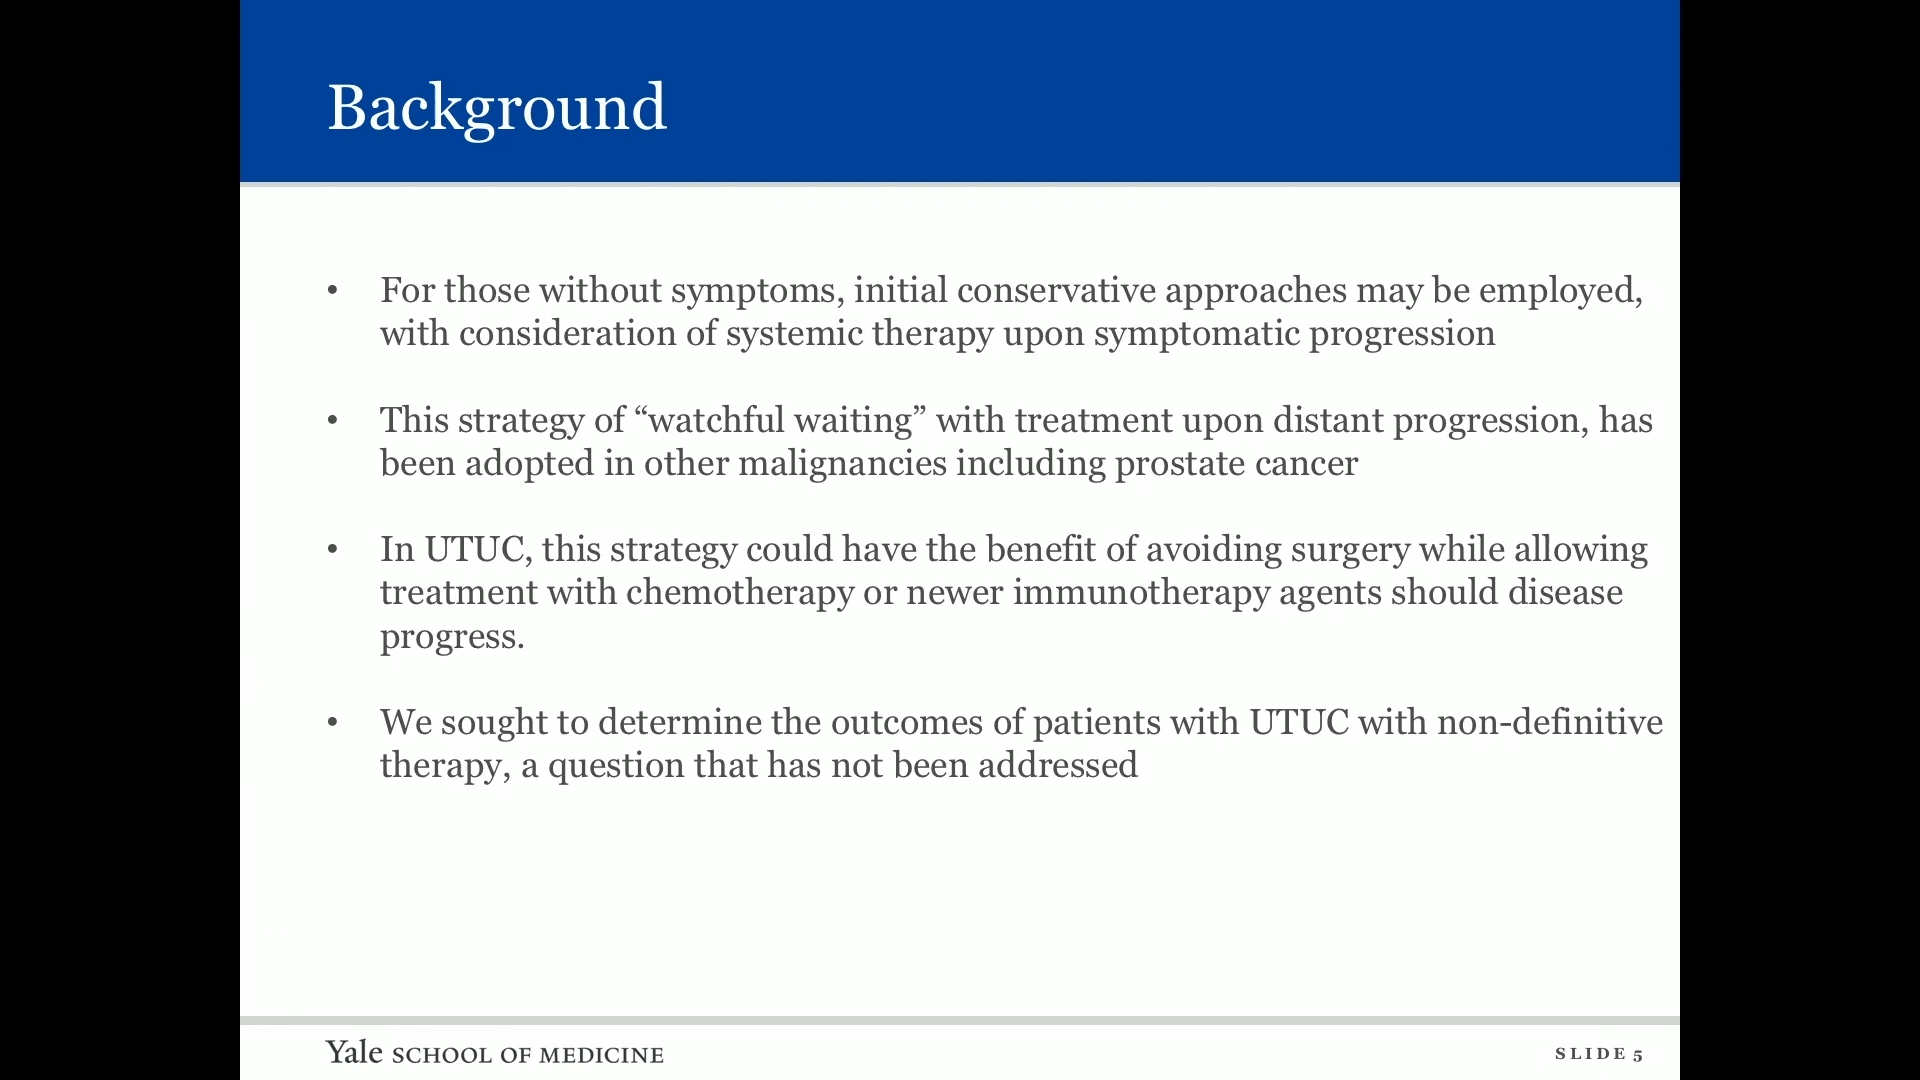 Background
• For those without symptoms, initial conservative approaches may be employed,
with consideration of systemic therapy upon symptomatic progression
• This strategy of “watchful waiting” with treatment upon distant progression, has
been adopted in other malignancies including prostate cancer
• In UTUC, this strategy could have the benefit of avoiding surgery while allowing
treatment with chemotherapy or newer immunotherapy agents should disease
progress.
• We sought to determine the outcomes of patients with UTUC with non-definitive
therapy, a question that has not been addressed
Yale SCHOOL OF MEDICINE
SLIDE 5